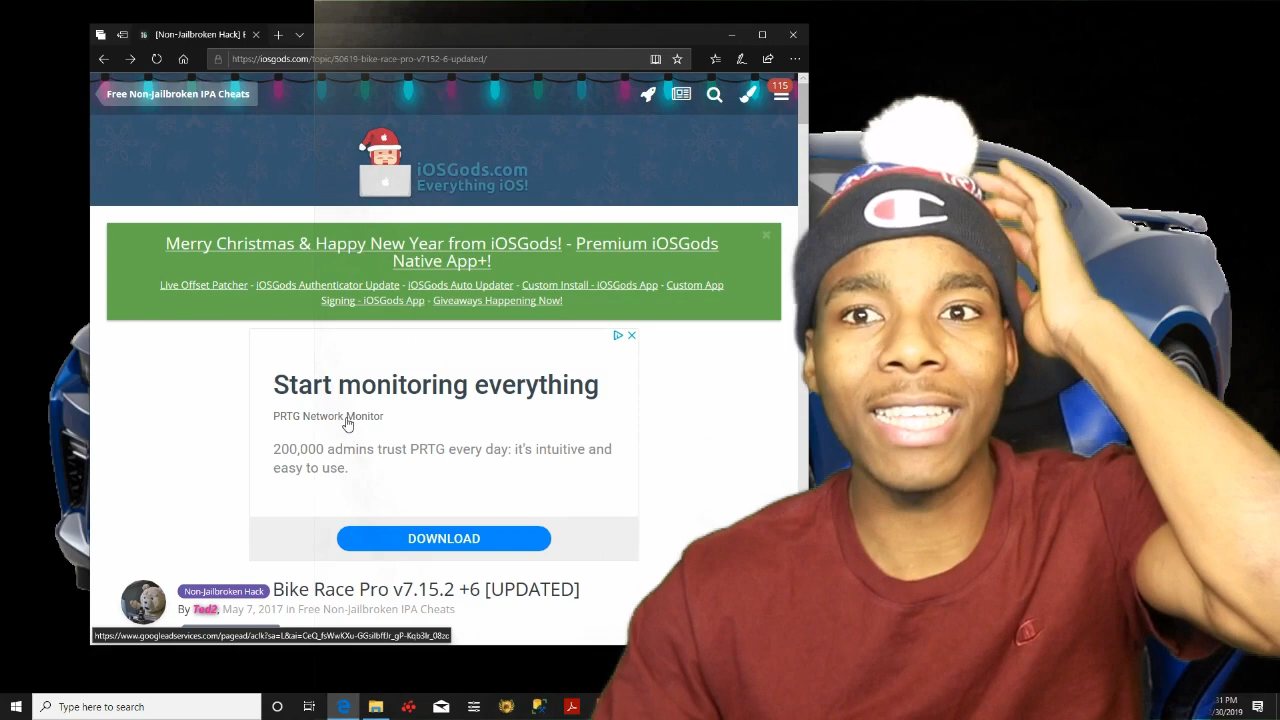 [Non-Jailbroken Hack] E
https://iosgods.com/topic/50619-bike-race-pro-v7152-6-updated/
Free Non-Jailbroken IPA Cheats
115
iOSGods.com
Everything iOS!
Merry Christmas & Happy New Year from iOSGods! - Premium iOSGods
Native App+!
Live Offset Patcher - iOSGods Authenticator Update - iOSGods Auto Updater - Custom Install - iOSGods App - Custom App
Signing - iOSGods App - Giveaways Happening Now!
Start monitoring everything
PRTG Network Monitor
200,000 admins trust PRTG every day: it's intuitive and
easy to use.
DOWNLOAD
Non-Jailbroken Hack Bike Race Pro v7.15.2 +6 [UPDATED]
By Ted2, May 7, 2017 in Free Non-Jailbroken IPA Cheats
Type here to search
:31 PM
/30/2019